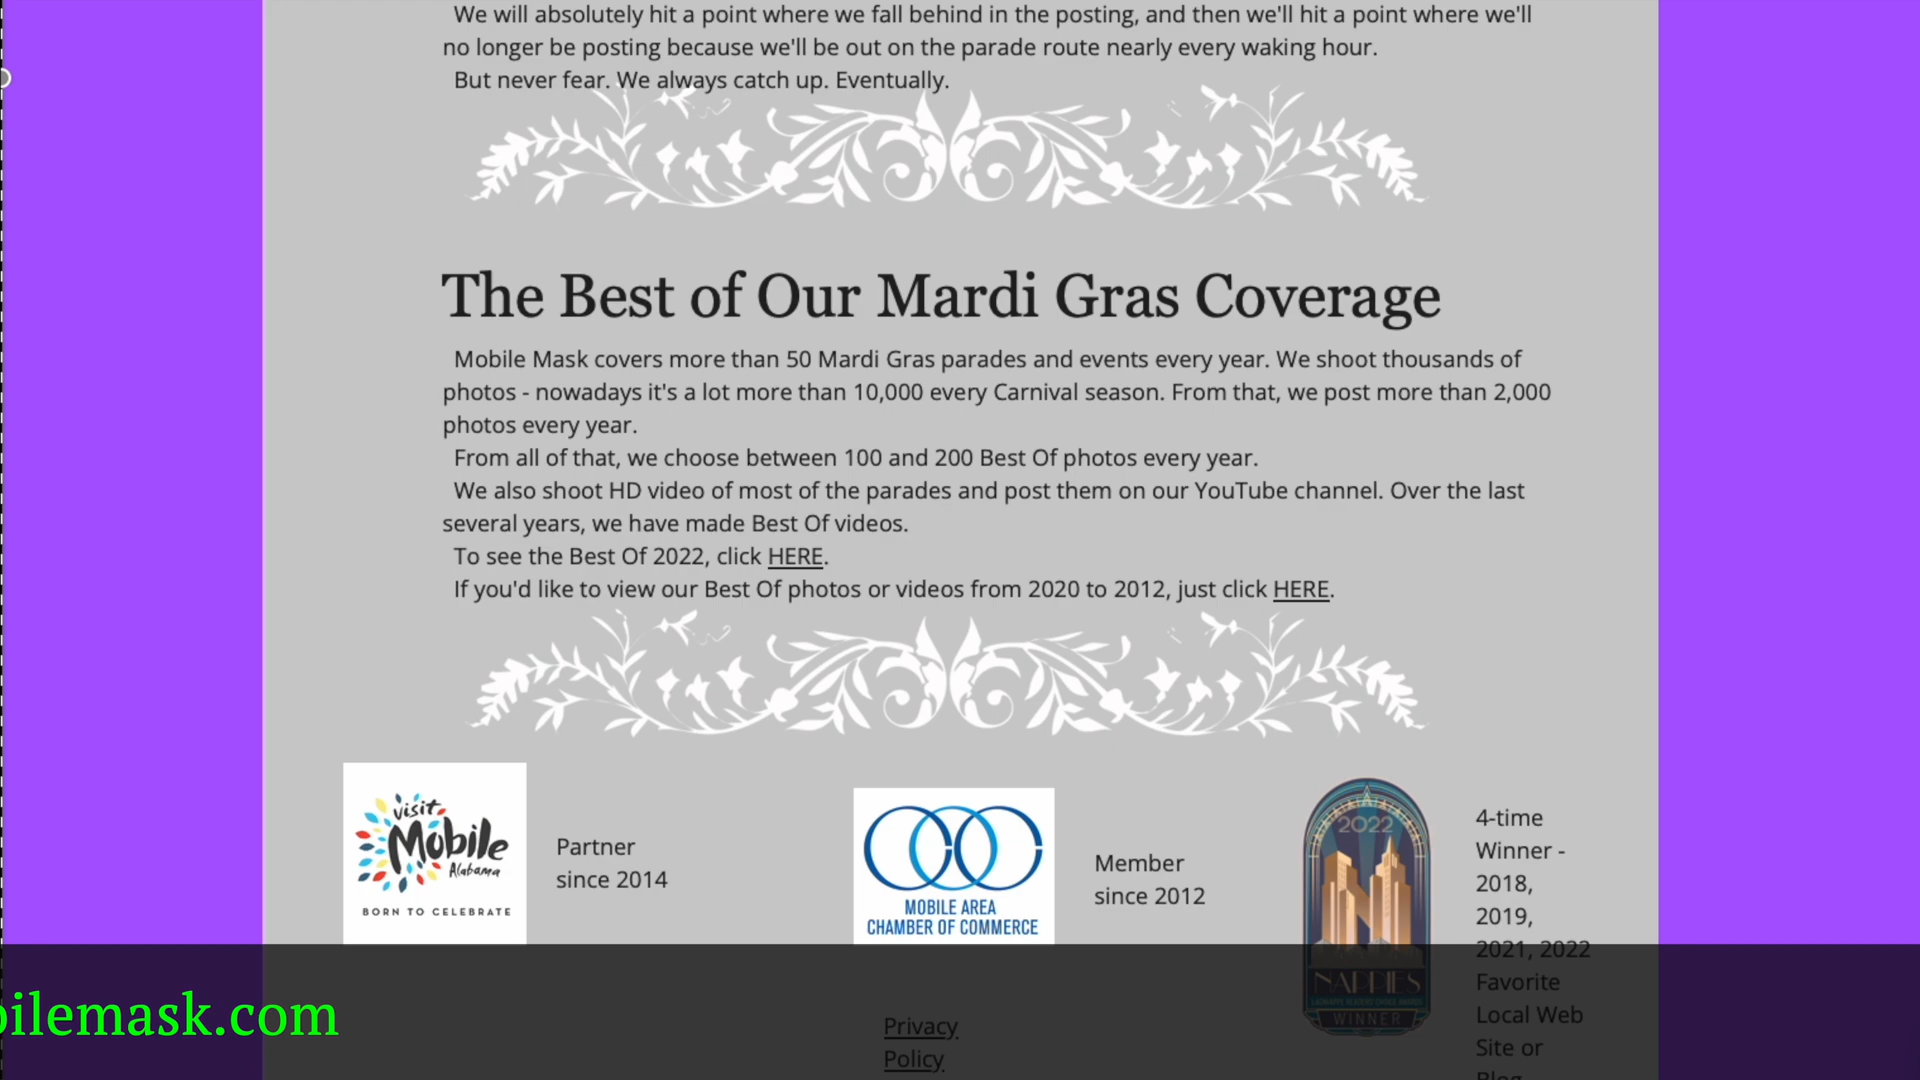 We will absolutely hit a point where we fall behind in the posting, and then we'll hit a point where we'll
no longer be posting because we'll be out on the parade route nearly every waking hour.
But never fear. We always catch up. Eventually.
The Best of Our Mardi Gras Coverage
Mobile Mask covers more than 50 Mardi Gras parades and events every year. We shoot thousands of
photos - nowadays it's a lot more than 10,000 every Carnival season. From that, we post more than 2,000
photos every year.
From all of that, we choose between 100 and 200 Best Of photos every year.
We also shoot HD video of most of the parades and post them on our YouTube channel. Over the last
several years, we have made Best Of videos.
To see the Best Of 2022, click HERE.
If you'd like to view our Best Of photos or videos from 2020 to 2012, just click HERE.
visit
Mobile
Alabama
BORN TO CELEBRATE
Partner
since 2014
MOBILE AREA
CHAMBER OF COMMERCE
Member
since 2012
2022
NAPPIES
WINNER
4-time
Winner -
2018,
2019,
2021, 2022
Favorite
Local Web
Site or
Blog
bilemask.com
Privacy
Policy